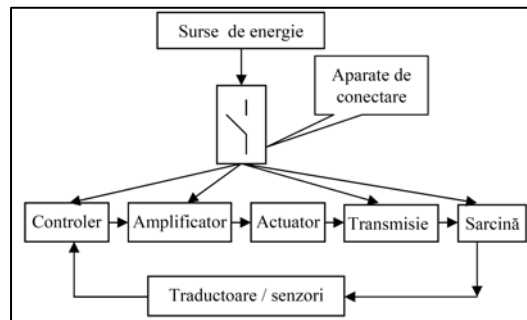 Surse de energie
Aparate de
conectare
Controler
Amplificator
Actuator
Transmisie
Sarcină
Traductoare / senzori